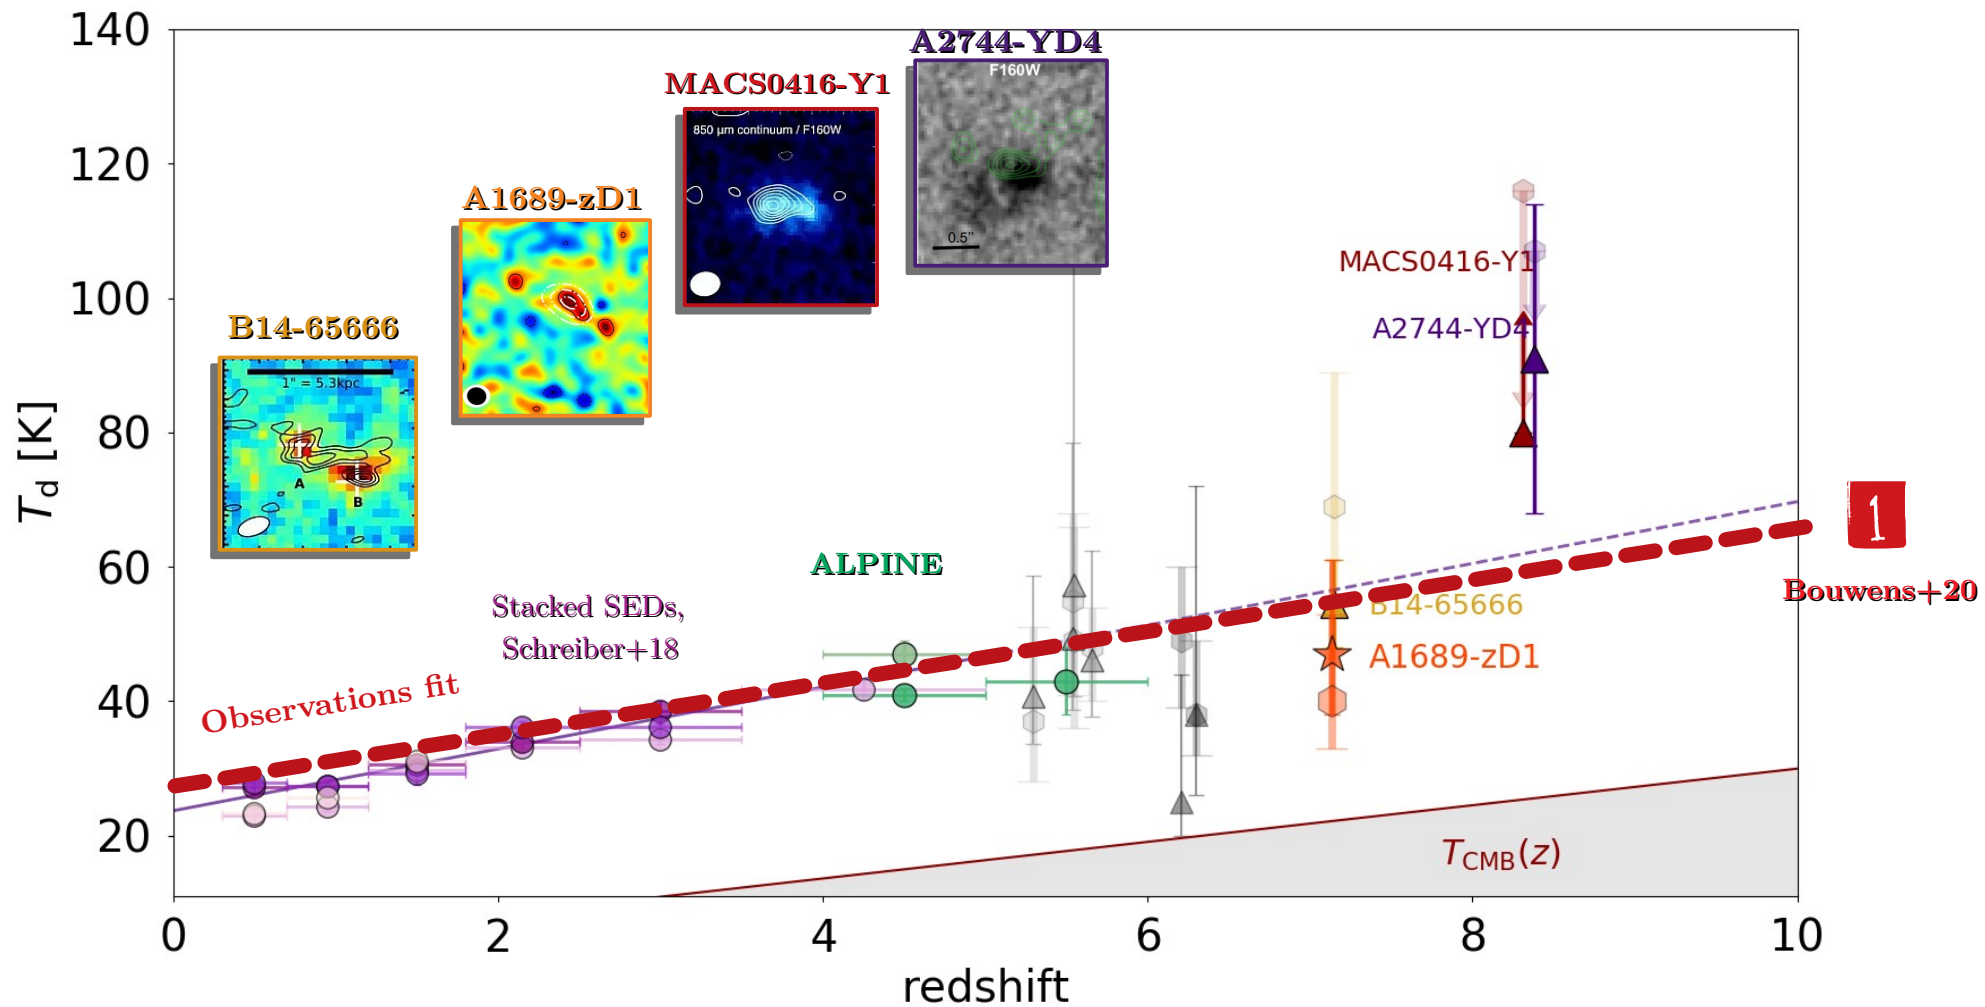 140
120
100
80
60
40
20
T_d [K]
0
2
4
6
8
10
redshift
A2744-YD4
F160W
0.5"
MACS0416-Y1
850 μm continuum / F160W
A1689-zD1
B14-65666
1" = 5.3kpc
A
B
MACS0416-Y1
A2744-YD4
1
ALPINE
Bouwens+20
Stacked SEDs,
Schreiber+18
B14-65666
A1689-zD1
Observations fit
T_CMB(z)